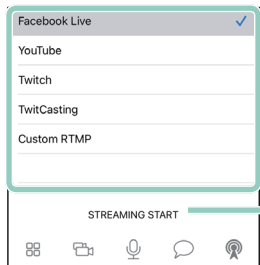 Facebook Live
YouTube
Twitch
TwitCasting
Custom RTMP
STREAMING START